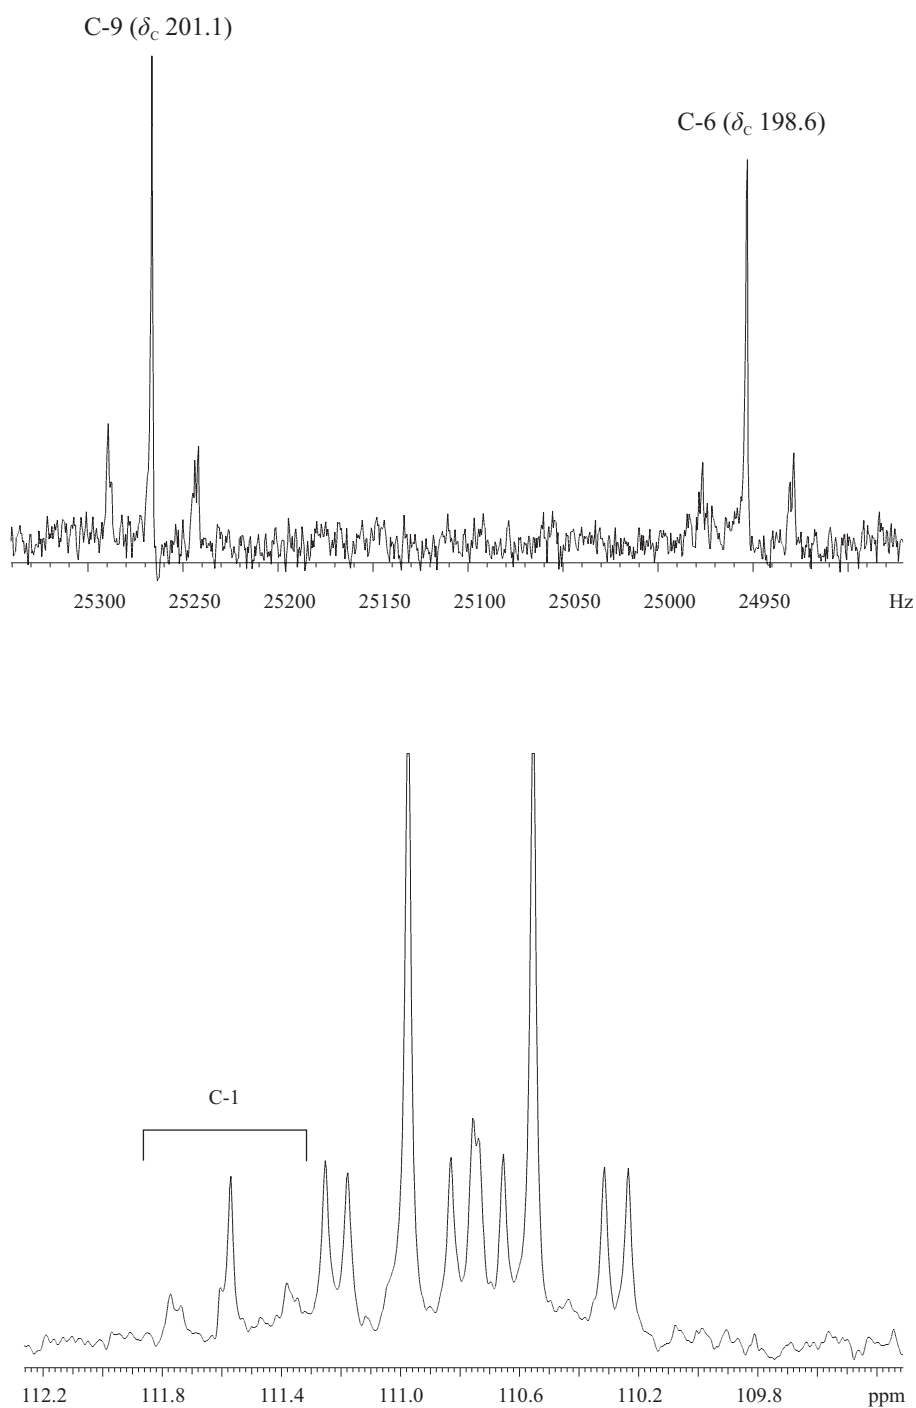 C-9 (δC 201.1)
C-6 (δC 198.6)
25300 25250 25200 25150 25100 25050 25000 24950 Hz
C-1
112.2 111.8 111.4 111.0 110.6 110.2 109.8 ppm